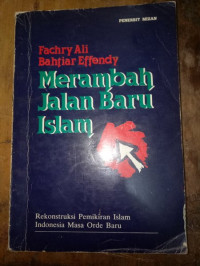 PENERBIT MIZAN
Fachry Ali
Bahtiar Effendy
Merambah
Jalan Baru
Islam
Rekonstruksi Pemikiran Islam
Indonesia Masa Orde Baru